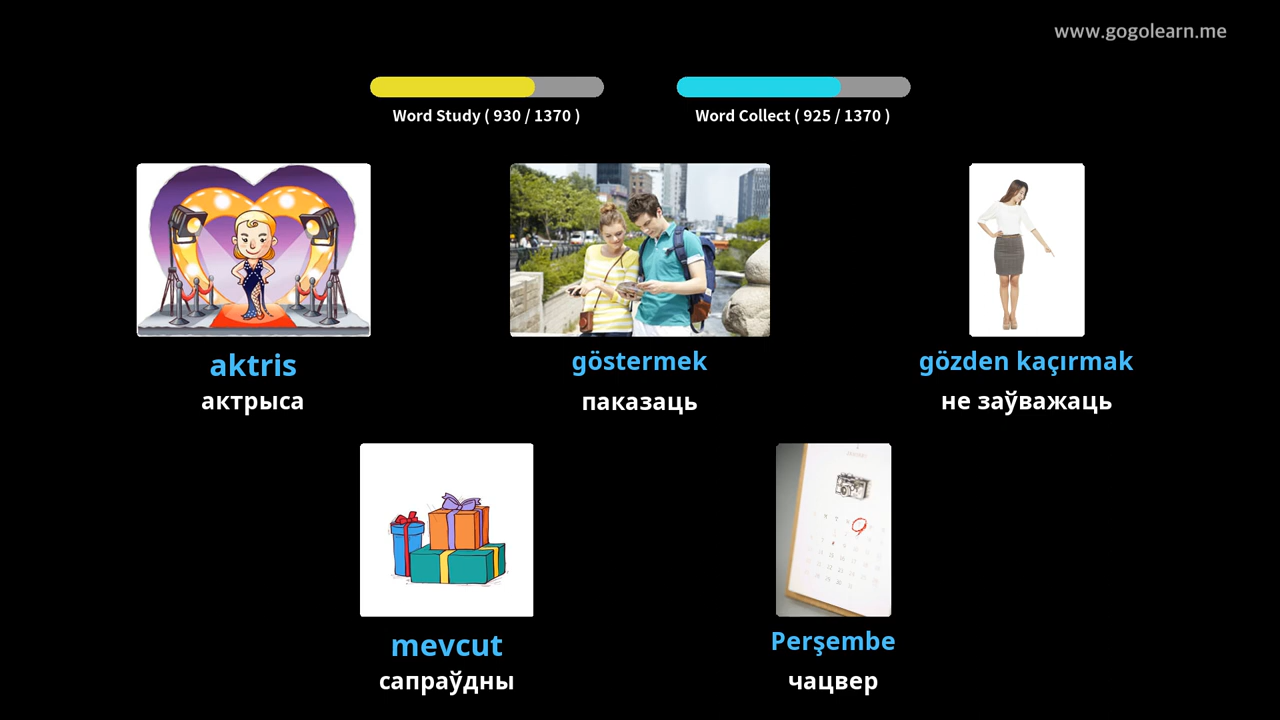 www.gogolearn.me
Word Study ( 930 / 1370 )
Word Collect ( 925 / 1370 )
aktris
актрыса
göstermek
паказаць
gözden kaçırmak
не заўважаць
mevcut
сапраўдны
Perşembe
чацвер